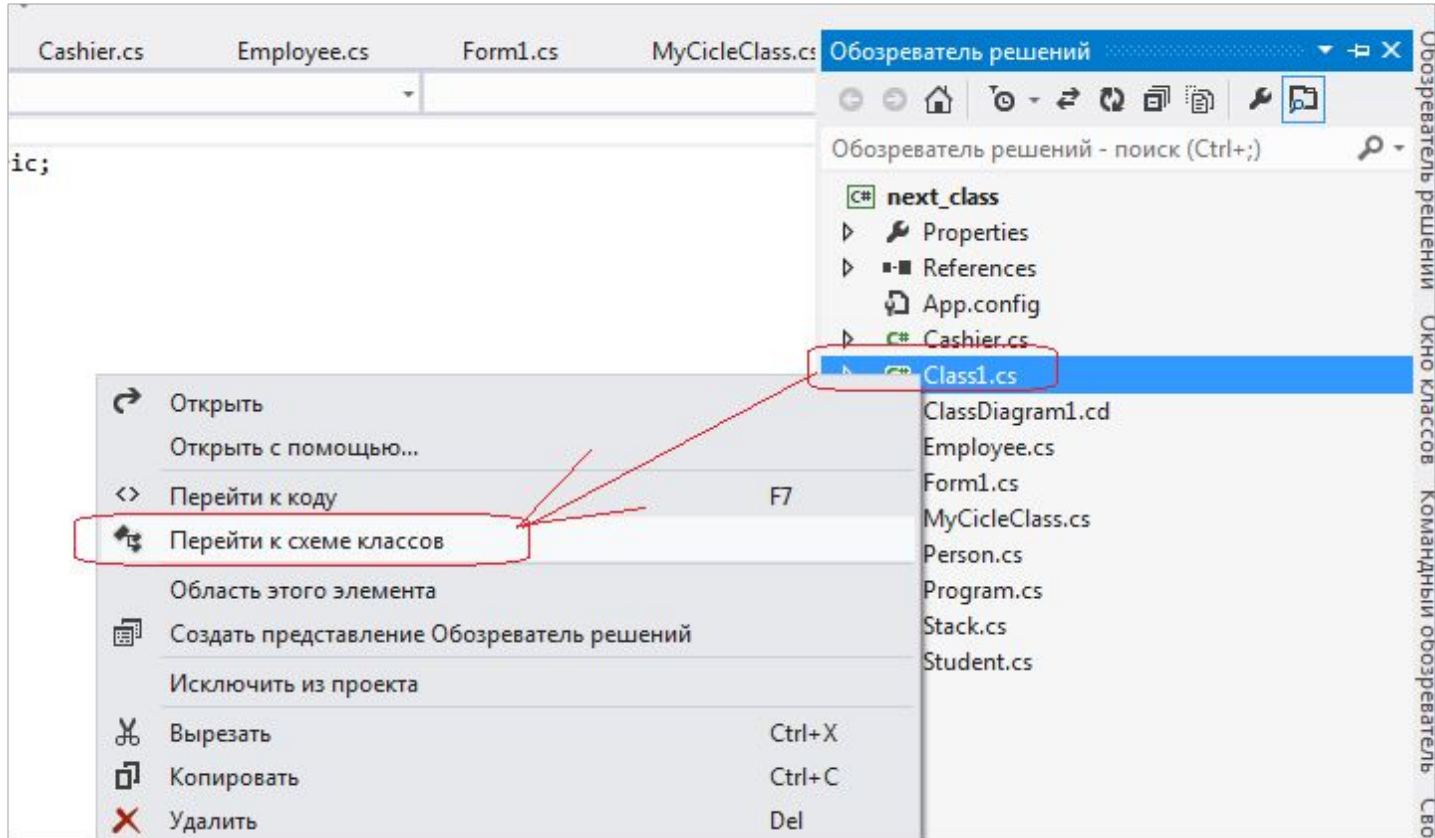 Cashier.cs
Employee.cs
Form1.cs
MyCicleClass.cs
ic;
Обозреватель решений
Обозреватель решений - поиск (Ctrl+;)
C# next_class
Properties
References
App.config
C# Cashier.cs
C# Class1.cs
ClassDiagram1.cd
Employee.cs
Form1.cs
MyCicleClass.cs
Person.cs
Program.cs
Stack.cs
Student.cs
Открыть
Открыть с помощью...
Перейти к коду F7
Перейти к схеме классов
Область этого элемента
Создать представление Обозреватель решений
Исключить из проекта
Вырезать Ctrl+X
Копировать Ctrl+C
Удалить Del
Обозреватель решений
Окно классов
Командный обозреватель
Сво